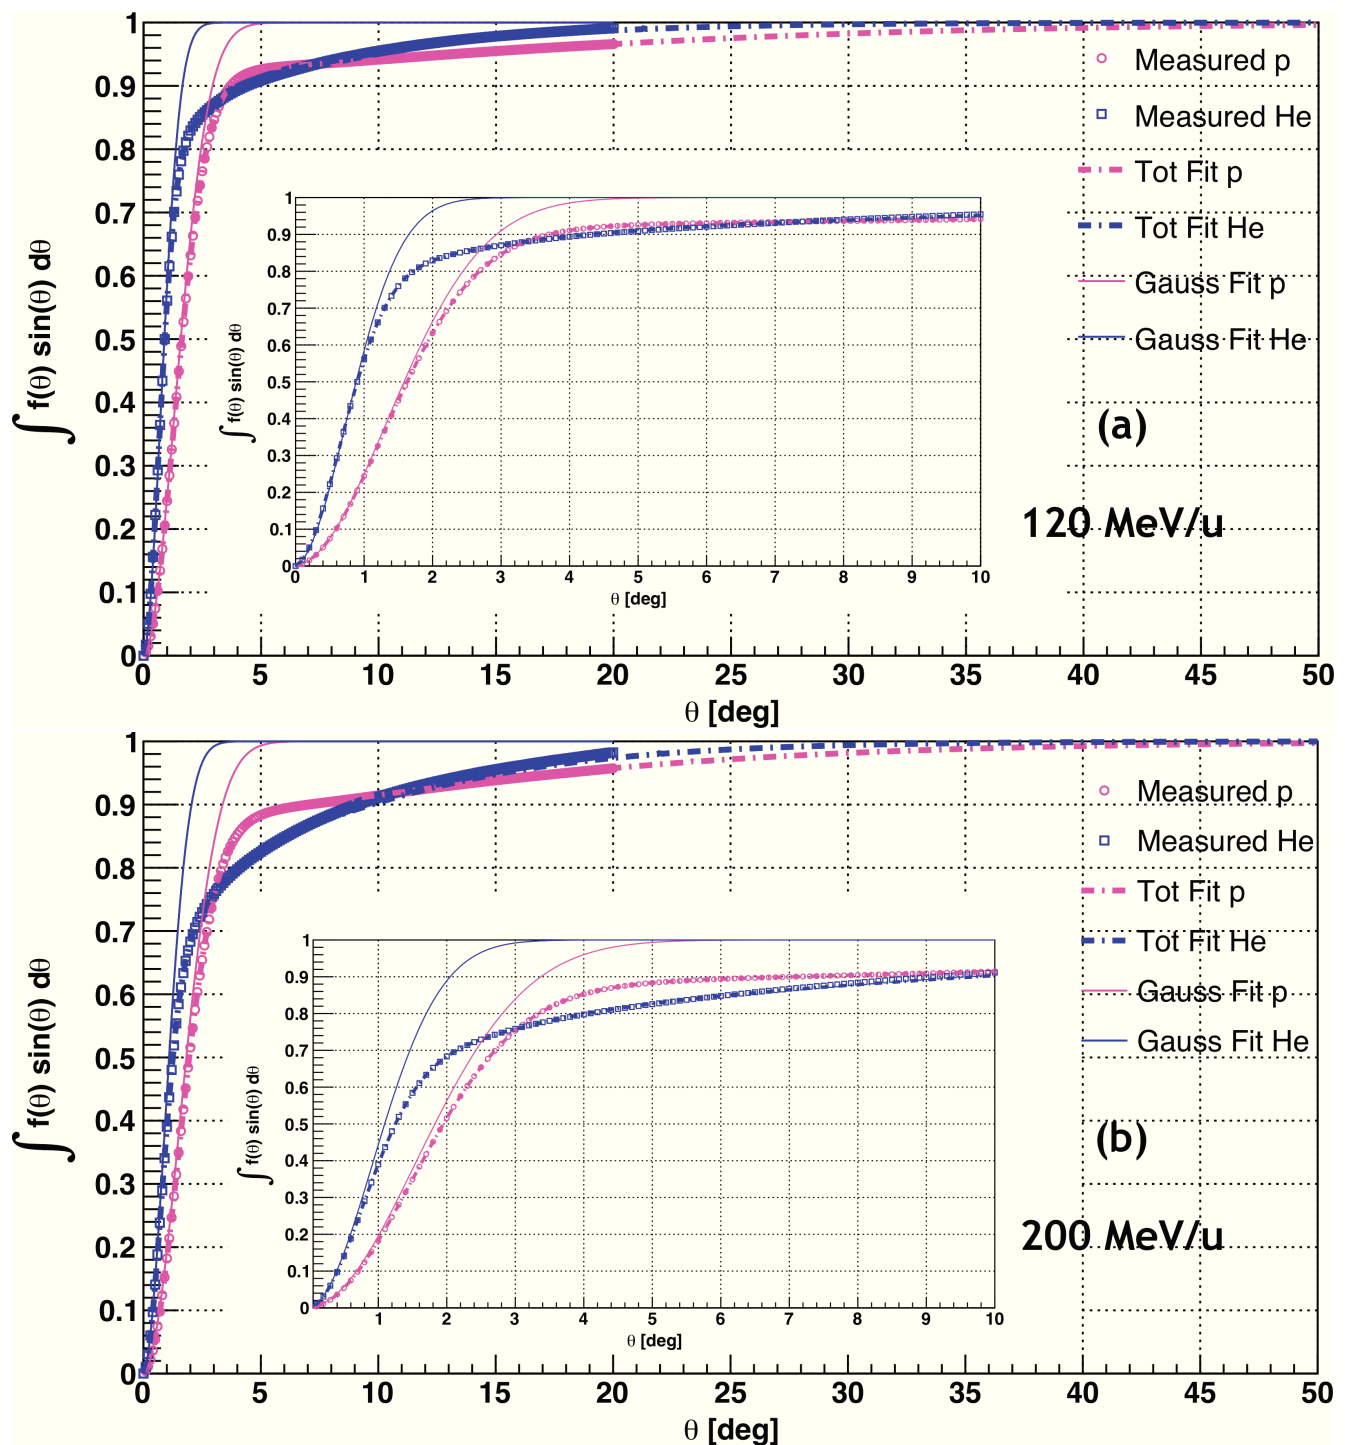 1
0.9
0.8
0.7
0.6
0.5
0.4
0.3
0.2
0.1
0
∫ f(θ) sin(θ) dθ
0 5 10 15 20 25 30 35 40 45 50
θ [deg]
Measured p
Measured He
Tot Fit p
Tot Fit He
Gauss Fit p
Gauss Fit He
(a)
120 MeV/u
1
0.9
0.8
0.7
0.6
0.5
0.4
0.3
0.2
0.1
0
∫ f(θ) sin(θ) dθ
0 1 2 3 4 5 6 7 8 9 10
θ [deg]
1
0.9
0.8
0.7
0.6
0.5
0.4
0.3
0.2
0.1
0
∫ f(θ) sin(θ) dθ
0 5 10 15 20 25 30 35 40 45 50
θ [deg]
Measured p
Measured He
Tot Fit p
Tot Fit He
Gauss Fit p
Gauss Fit He
(b)
200 MeV/u
1
0.9
0.8
0.7
0.6
0.5
0.4
0.3
0.2
0.1
0
∫ f(θ) sin(θ) dθ
1 2 3 4 5 6 7 8 9 10
θ [deg]